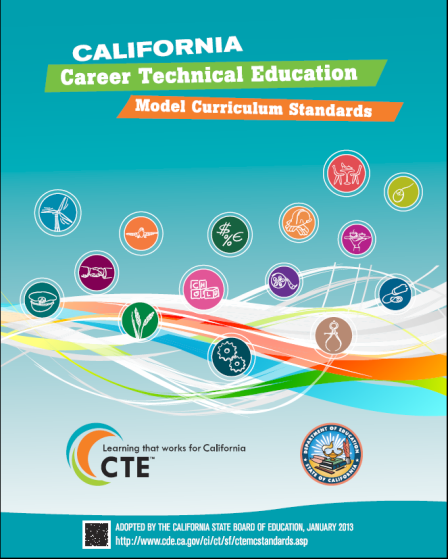 CALIFORNIA
Career Technical Education
Model Curriculum Standards
$
%€
Learning that works for California
CTE™
DEPARTMENT OF EDUCATION
STATE OF CALIFORNIA
ADOPTED BY THE CALIFORNIA STATE BOARD OF EDUCATION, JANUARY 2013
http://www.cde.ca.gov/ci/ct/sf/ctemcstandards.asp